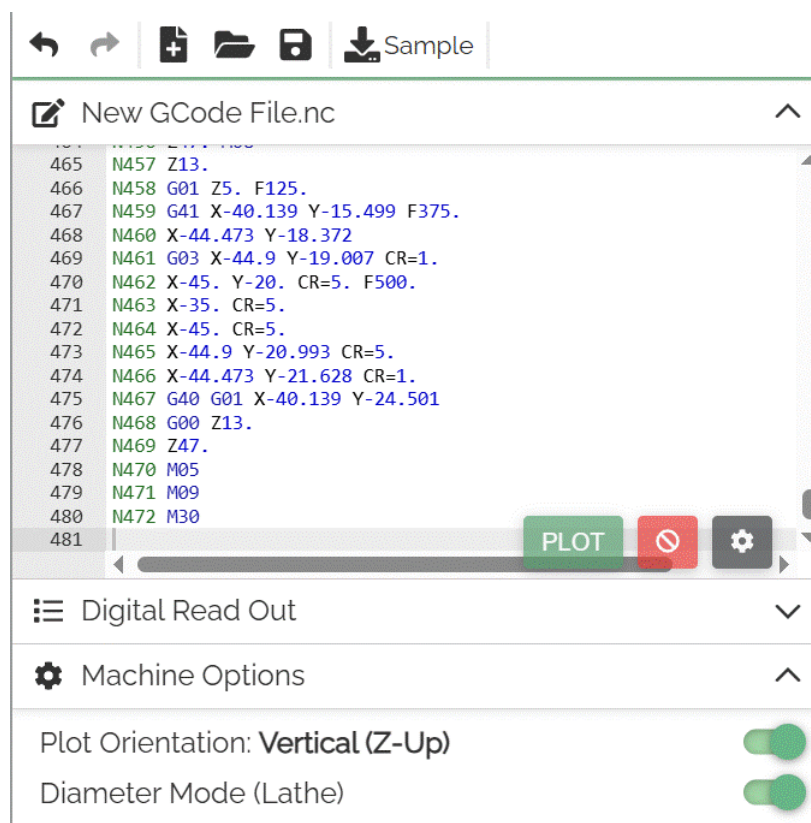 Sample
New GCode File.nc
465 N457 Z13.
466 N458 G01 Z5. F125.
467 N459 G41 X-40.139 Y-15.499 F375.
468 N460 X-44.473 Y-18.372
469 N461 G03 X-44.9 Y-19.007 CR=1.
470 N462 X-45. Y-20. CR=5. F500.
471 N463 X-35. CR=5.
472 N464 X-45. CR=5.
473 N465 X-44.9 Y-20.993 CR=5.
474 N466 X-44.473 Y-21.628 CR=1.
475 N467 G40 G01 X-40.139 Y-24.501
476 N468 G00 Z13.
477 N469 Z47.
478 N470 M05
479 N471 M09
480 N472 M30
481
PLOT
Digital Read Out
Machine Options
Plot Orientation: Vertical (Z-Up)
Diameter Mode (Lathe)